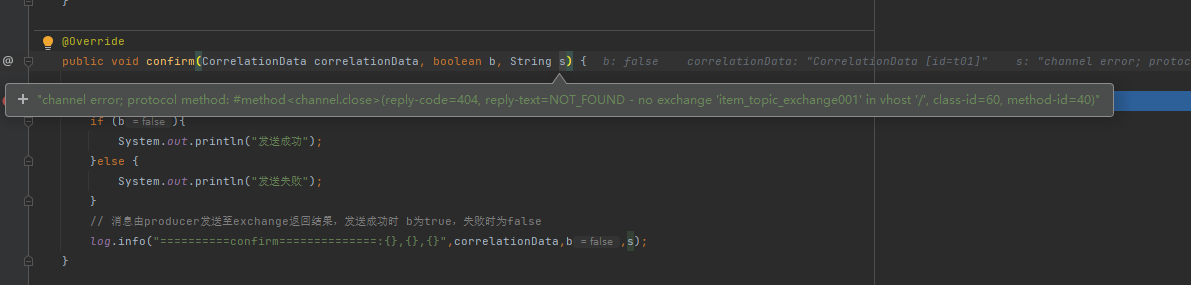 }
@Override
@ public void confirm(CorrelationData correlationData, boolean b, String s) { b: false correlationData: "CorrelationData [id=t01]" s: "channel error; protoc
+ "channel error; protocol method: #method<channel.close>(reply-code=404, reply-text=NOT_FOUND - no exchange 'item_topic_exchange001' in vhost '/', class-id=60, method-id=40)"
if (b = false ){
System.out.println("发送成功");
}else {
System.out.println("发送失败");
}
// 消息由producer发送至exchange返回结果，发送成功时 b为true，失败时为false
log.info("==========confirm==============:{},{},{}",correlationData,b = false ,s);
}